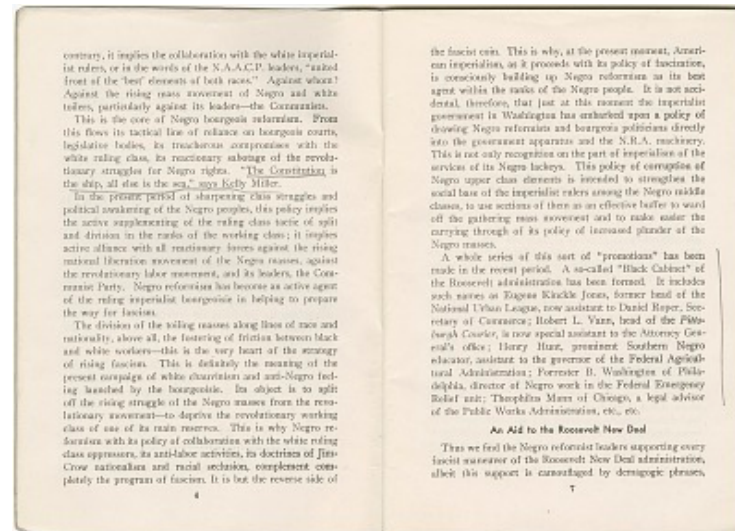 contrary, it implies the collaboration with the white imperial-
ist rulers, or in the words of the N.A.A.C.P. leaders, "united
front of the 'best' elements of both races." Against whom?
Against the rising mass movement of Negro and white
toilers, particularly against its leaders—the Communists.
This is the core of Negro bourgeois reformism. From
this flows its tactical line of reliance on bourgeois courts,
legislative bodies, its treacherous compromises with the
white ruling class, its reactionary sabotage of the revolu-
tionary struggles for Negro rights. "The Constitution is
the ship, all else is the sea," says Kelly Miller.
In the present period of sharpening class struggles and
political awakening of the Negro peoples, this policy implies
the active supplementing of the ruling class tactic of split
and division in the ranks of the working class; it implies
active alliance with all reactionary forces against the rising
national liberation movement of the Negro masses, against
the revolutionary labor movement, and its leaders, the Com-
munist Party. Negro reformism has become an active agent
of the ruling imperialist bourgeoisie in helping to prepare
the way for fascism.
The division of the toiling masses along lines of race and
nationality, above all, the fostering of friction between black
and white workers—this is the very heart of the strategy
of rising fascism. This is definitely the meaning of the
present campaign of white chauvinism and anti-Negro feel-
ing launched by the bourgeoisie. Its object is to split
off the rising struggle of the Negro masses from the revo-
lutionary movement—to deprive the revolutionary working
class of one of its main reserves. This is why Negro re-
formism with its policy of collaboration with the white ruling
class oppressors, its anti-labor activities, its doctrines of Jim-
Crow nationalism and racial seclusion, complement com-
pletely the program of fascism. It is but the reverse side of
6
the fascist coin. This is why, at the present moment, Ameri-
can imperialism, as it proceeds with its policy of fascization,
is consciously building up Negro reformism as its best
agent within the ranks of the Negro people. It is not acci-
dental, therefore, that just at this moment the imperialist
government in Washington has embarked upon a policy of
drawing Negro reformists and bourgeois politicians directly
into the government apparatus and the N.R.A. machinery.
This is not only recognition on the part of imperialism of the
services of its Negro lackeys. This policy of corruption of
Negro upper class elements is intended to strengthen the
social base of the imperialist rulers among the Negro middle
classes, to use sections of them as an effective buffer to ward
off the gathering mass movement and to make easier the
carrying through of its policy of increased plunder of the
Negro masses.
A whole series of this sort of "promotions" has been
made in the recent period. A so-called "Black Cabinet" of
the Roosevelt administration has been formed. It includes
such names as Eugene Kinckle Jones, former head of the
National Urban League, now assistant to Daniel Roper, Sec-
retary of Commerce; Robert L. Vann, head of the Pitts-
burgh Courier, is now special assistant to the Attorney Gen-
eral's office; Henry Hunt, prominent Southern Negro
educator, assistant to the governor of the Federal Agricul-
tural Administration; Forrester B. Washington of Phila-
delphia, director of Negro work in the Federal Emergency
Relief unit; Theophilus Mann of Chicago, a legal advisor
of the Public Works Administration, etc., etc.
An Aid to the Roosevelt New Deal
Thus we find the Negro reformist leaders supporting every
fascist maneuver of the Roosevelt New Deal administration,
albeit this support is camouflaged by demagogic phrases,
7